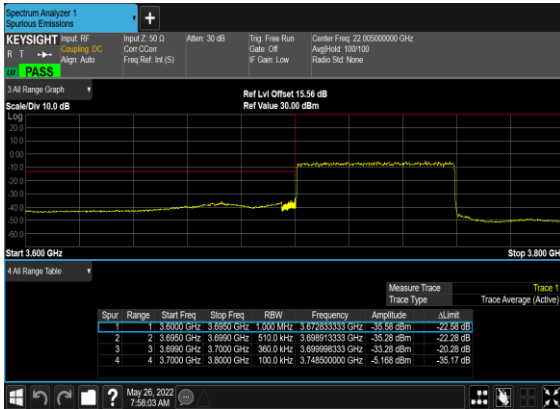 Spectrum Analyzer 1
Spurious Emissions
KEYSIGHT Input: RF Input Z: 50 Ω Atten: 30 dB Trig: Free Run Center Freq: 22.005000000 GHz
R T Coupling: DC Corr CCorr Gate: Off Avg|Hold: 100/100
Align: Auto Freq Ref: Int (S) IF Gain: Low Radio Std: None
LXI PASS
3 All Range Graph Ref Lvl Offset 15.56 dB
Scale/Div 10.0 dB Ref Value 30.00 dBm
Log
20.0
10.0
0.00
-10.0
-20.0
-30.0
-40.0
-50.0
-60.0
Start 3.600 GHz Stop 3.800 GH
4 All Range Table
Measure Trace Trace 1
Trace Type Trace Average (Active)
Spur Range Start Freq Stop Freq RBW Frequency Amplitude ΔLimit
1 1 3.6000 GHz 3.6950 GHz 1.000 MHz 3.672833333 GHz -35.58 dBm -22.58 dB
2 2 3.6950 GHz 3.6990 GHz 510.0 kHz 3.698913333 GHz -35.28 dBm -22.28 dB
3 3 3.6990 GHz 3.7000 GHz 360.0 kHz 3.699998333 GHz -33.28 dBm -20.28 dB
4 4 3.7000 GHz 3.8000 GHz 100.0 kHz 3.748500000 GHz -5.168 dBm -35.17 dB
May 26, 2022
7:58:03 AM